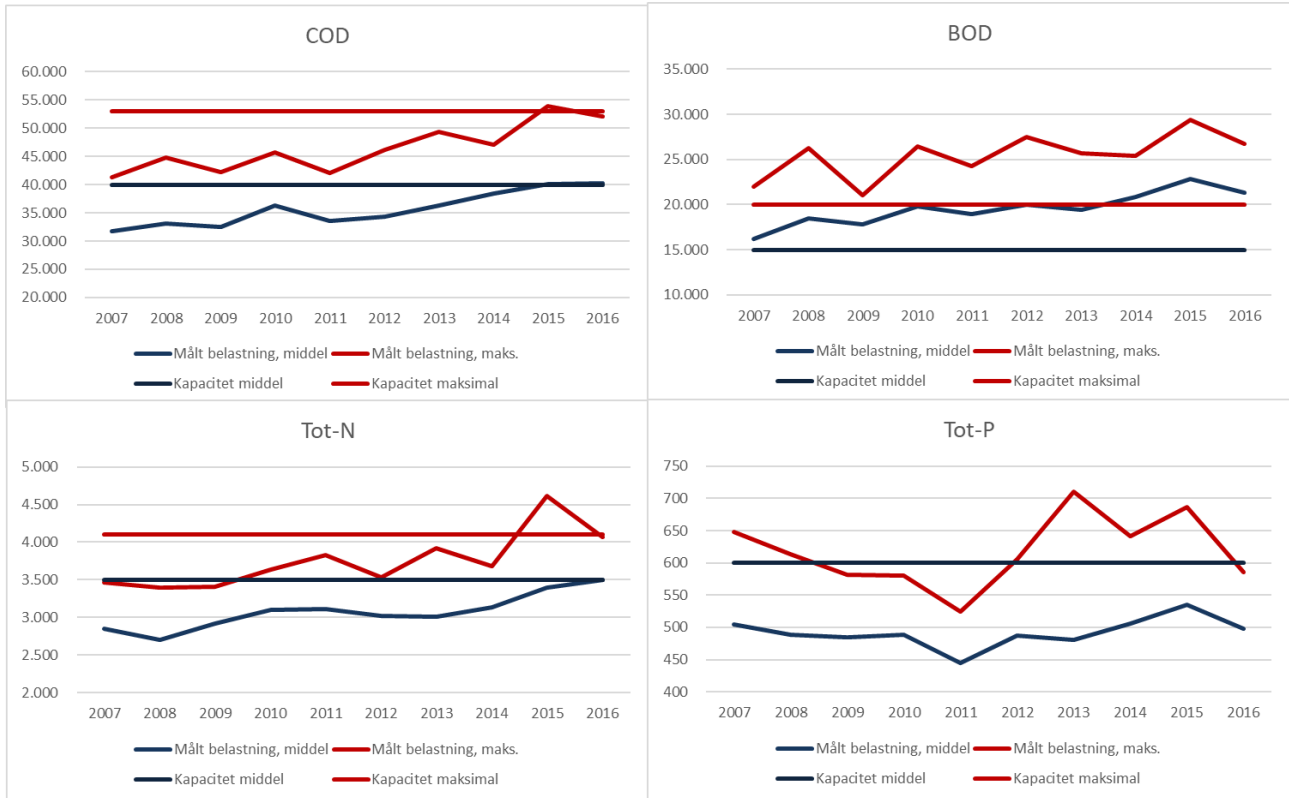 COD
60.000
55.000
50.000
45.000
40.000
35.000
30.000
25.000
20.000
2007 2008 2009 2010 2011 2012 2013 2014 2015 2016
Målt belastning, middel Målt belastning, maks.
Kapacitet middel Kapacitet maksimal
BOD
35.000
30.000
25.000
20.000
15.000
10.000
2007 2008 2009 2010 2011 2012 2013 2014 2015 2016
Målt belastning, middel Målt belastning, maks.
Kapacitet middel Kapacitet maksimal
Tot-N
5.000
4.500
4.000
3.500
3.000
2.500
2.000
2007 2008 2009 2010 2011 2012 2013 2014 2015 2016
Målt belastning, middel Målt belastning, maks.
Kapacitet middel Kapacitet maksimal
Tot-P
750
700
650
600
550
500
450
400
2007 2008 2009 2010 2011 2012 2013 2014 2015 2016
Målt belastning, middel Målt belastning, maks.
Kapacitet middel Kapacitet maksimal